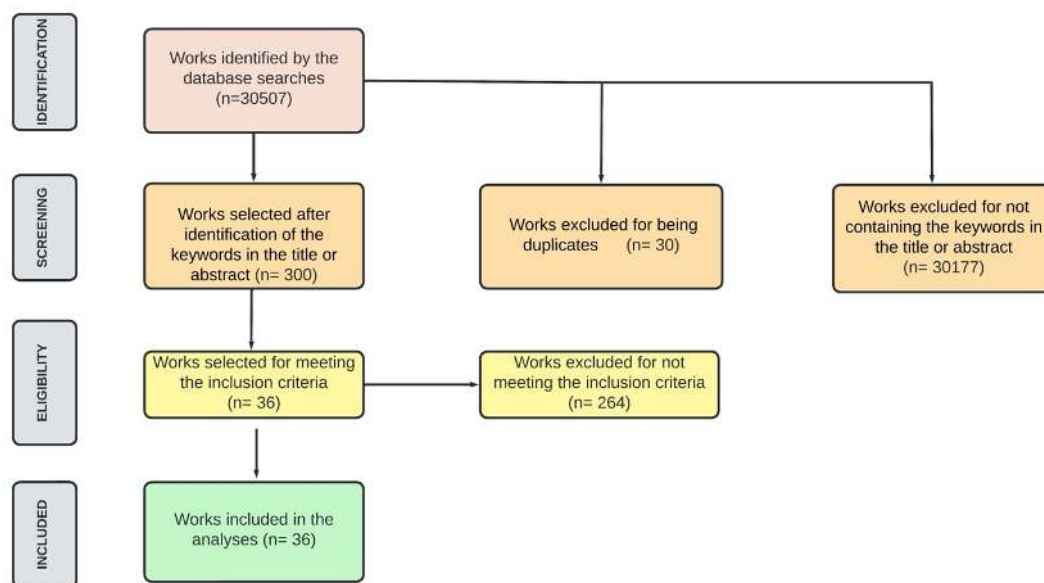 IDENTIFICATION
Works identified by the
database searches
(n=30507)
SCREENING
Works selected after
identification of the
keywords in the title or
abstract (n= 300)
Works excluded for being
duplicates (n= 30)
Works excluded for not
containing the keywords in
the title or abstract
(n= 30177)
ELIGIBILITY
Works selected for meeting
the inclusion criteria
(n= 36)
Works excluded for not
meeting the inclusion criteria
(n= 264)
INCLUDED
Works included in the
analyses (n= 36)